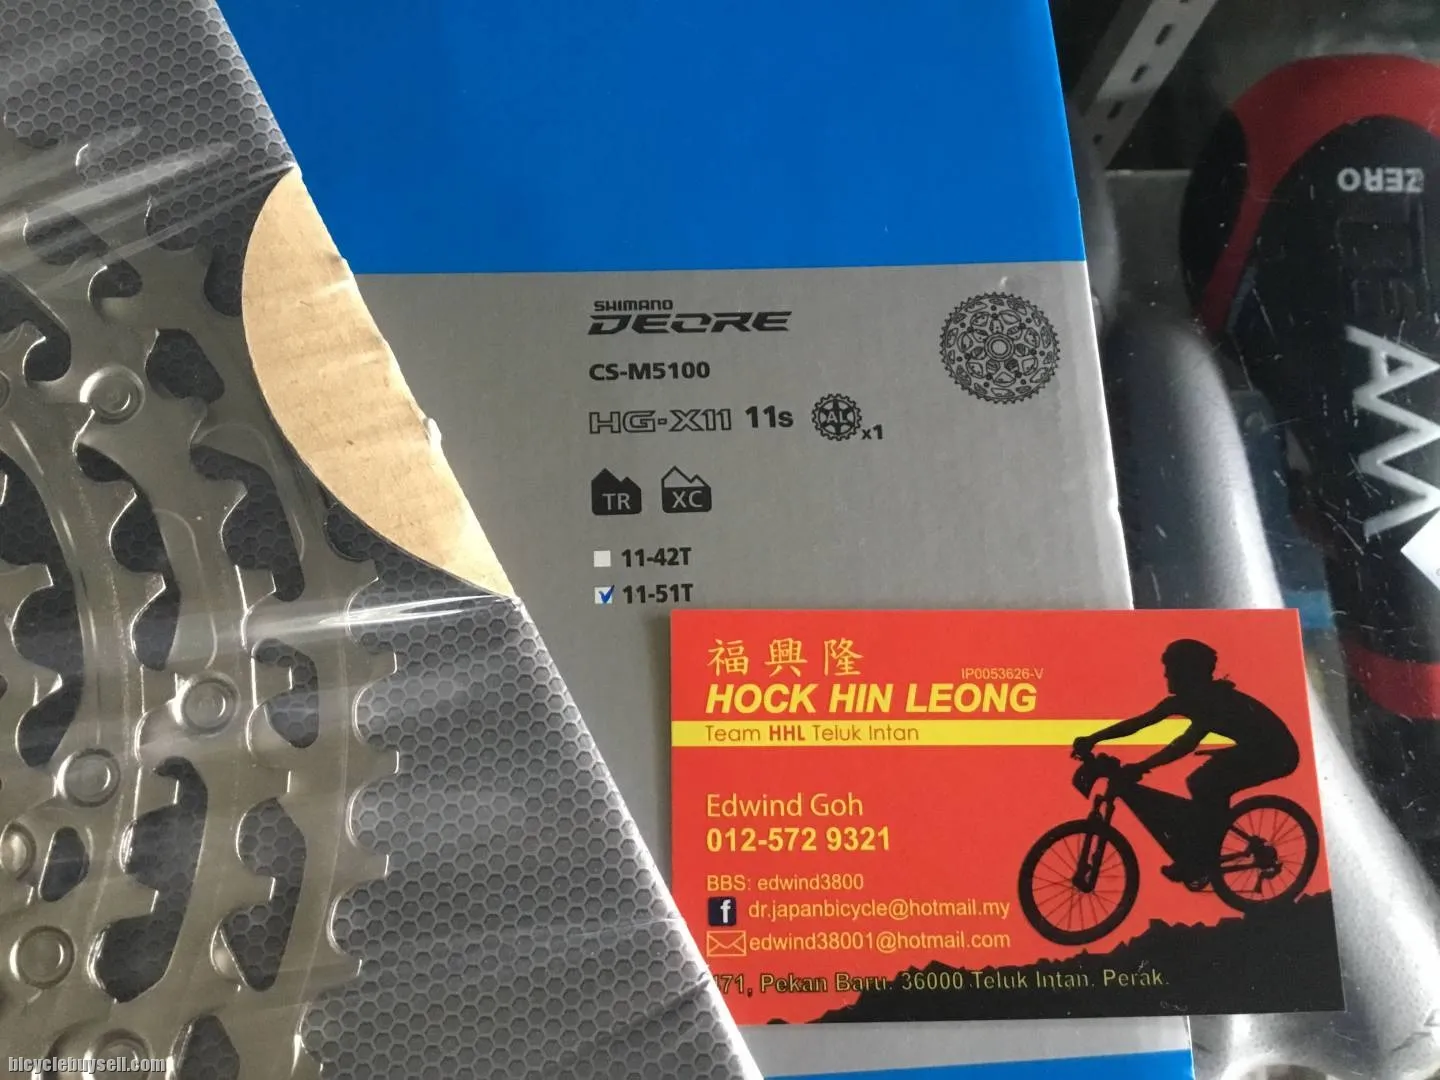 SHIMANO
DEORE
CS-M5100
HG-X11 11s x1
TR XC
11-42T
11-51T
福興隆
IP0053626-V
HOCK HIN LEONG
Team HHL Teluk Intan
Edwind Goh
012-572 9321
BBS: edwind3800
f dr.japanbicycle@hotmail.my
edwind38001@hotmail.com
Pekan Baru. 36000 Teluk Intan. Perak.
ZERO
bicyclebuysell.com